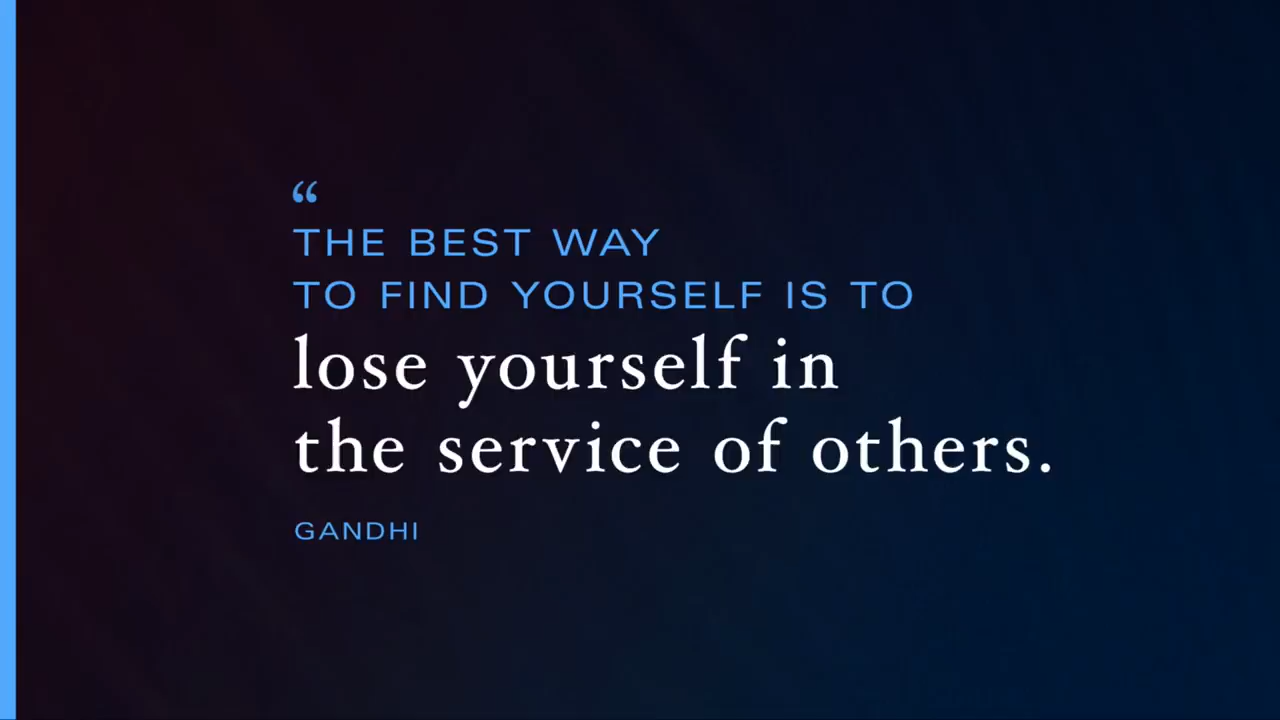 “
THE BEST WAY
TO FIND YOURSELF IS TO
lose yourself in
the service of others.
GANDHI